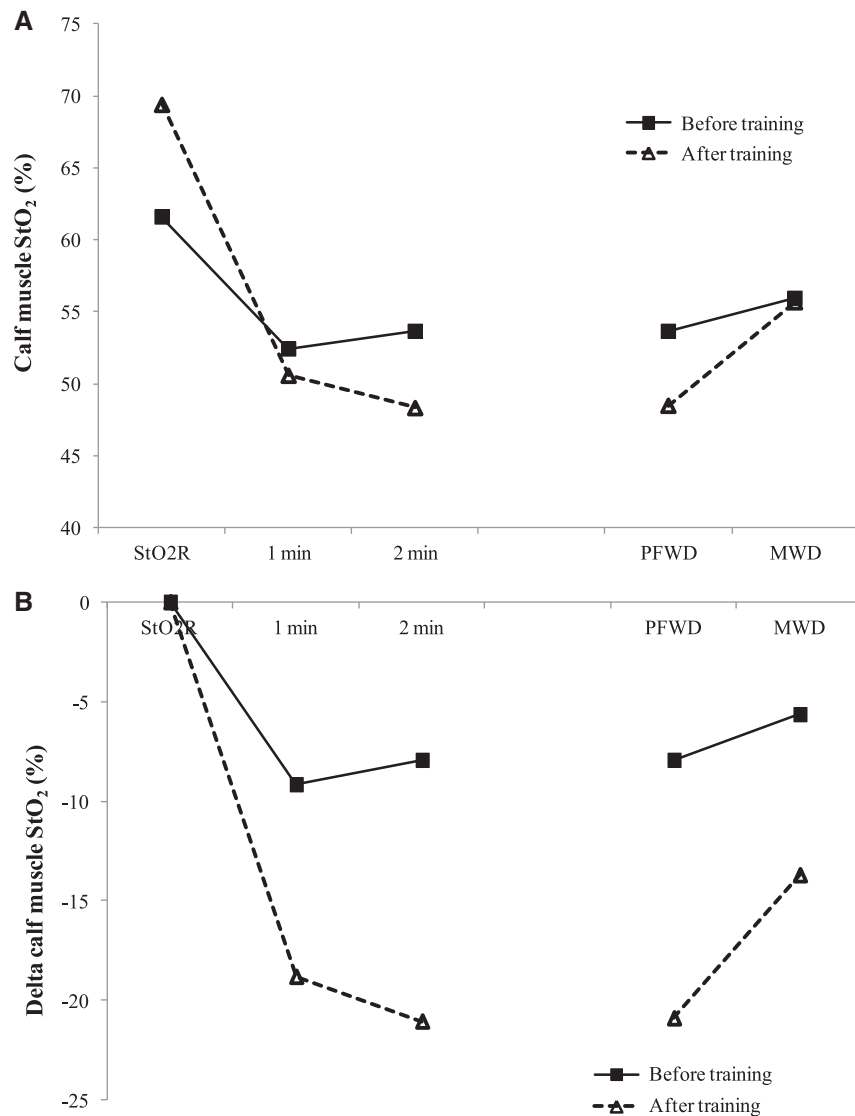 A
Calf muscle StO₂ (%)
75
70
65
60
55
50
45
40
Before training
After training
StO2R 1 min 2 min PFWD MWD
B
Delta calf muscle StO₂ (%)
0
-5
-10
-15
-20
-25
StO2R 1 min 2 min PFWD MWD
Before training
After training